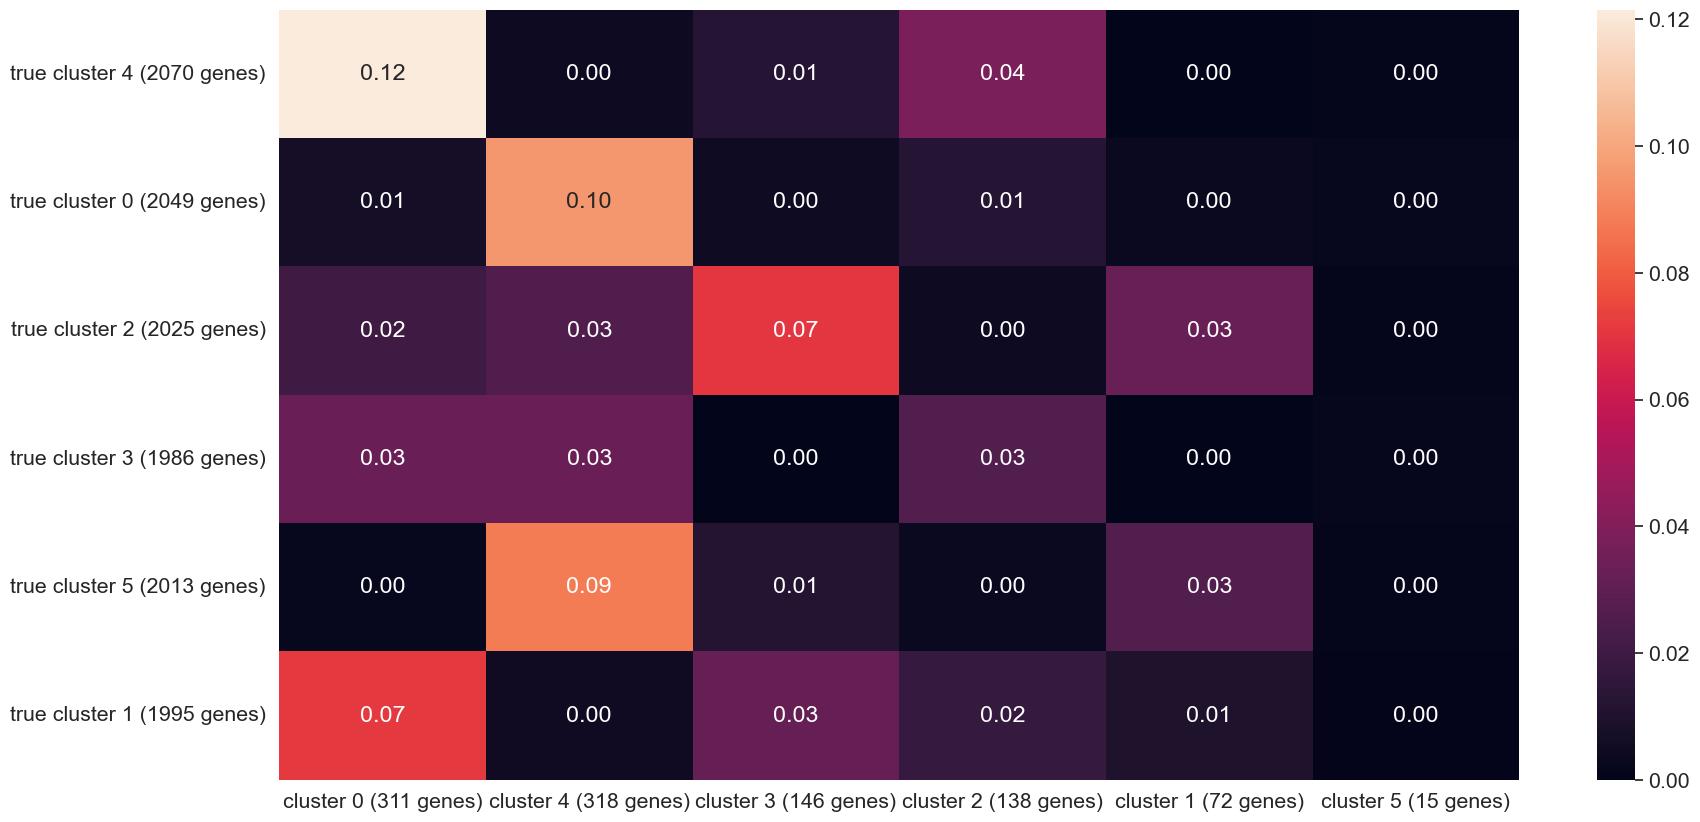 true cluster 4 (2070 genes) 0.12 0.00 0.01 0.04 0.00 0.00
true cluster 0 (2049 genes) 0.01 0.10 0.00 0.01 0.00 0.00
true cluster 2 (2025 genes) 0.02 0.03 0.07 0.00 0.03 0.00
true cluster 3 (1986 genes) 0.03 0.03 0.00 0.03 0.00 0.00
true cluster 5 (2013 genes) 0.00 0.09 0.01 0.00 0.03 0.00
true cluster 1 (1995 genes) 0.07 0.00 0.03 0.02 0.01 0.00
cluster 0 (311 genes) cluster 4 (318 genes) cluster 3 (146 genes) cluster 2 (138 genes) cluster 1 (72 genes) cluster 5 (15 genes)
0.12
0.10
0.08
0.06
0.04
0.02
0.00